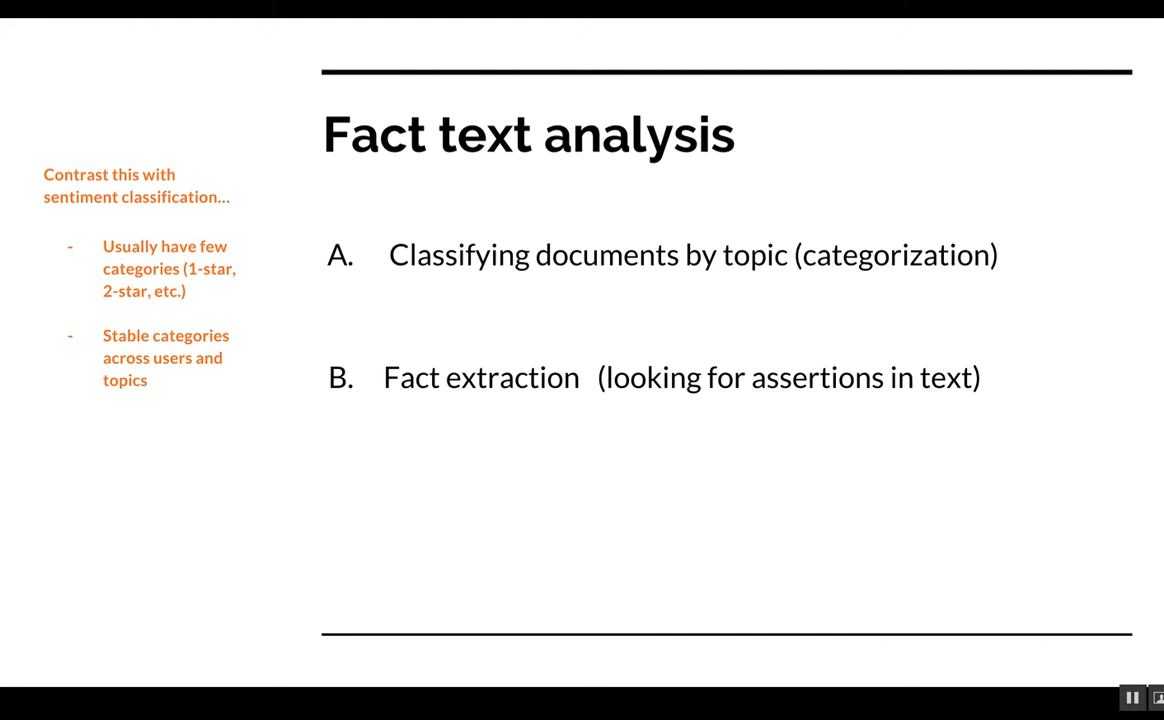 Fact text analysis
Contrast this with
sentiment classification...
- Usually have few
categories (1-star,
2-star, etc.)
- Stable categories
across users and
topics
A. Classifying documents by topic (categorization)
B. Fact extraction (looking for assertions in text)